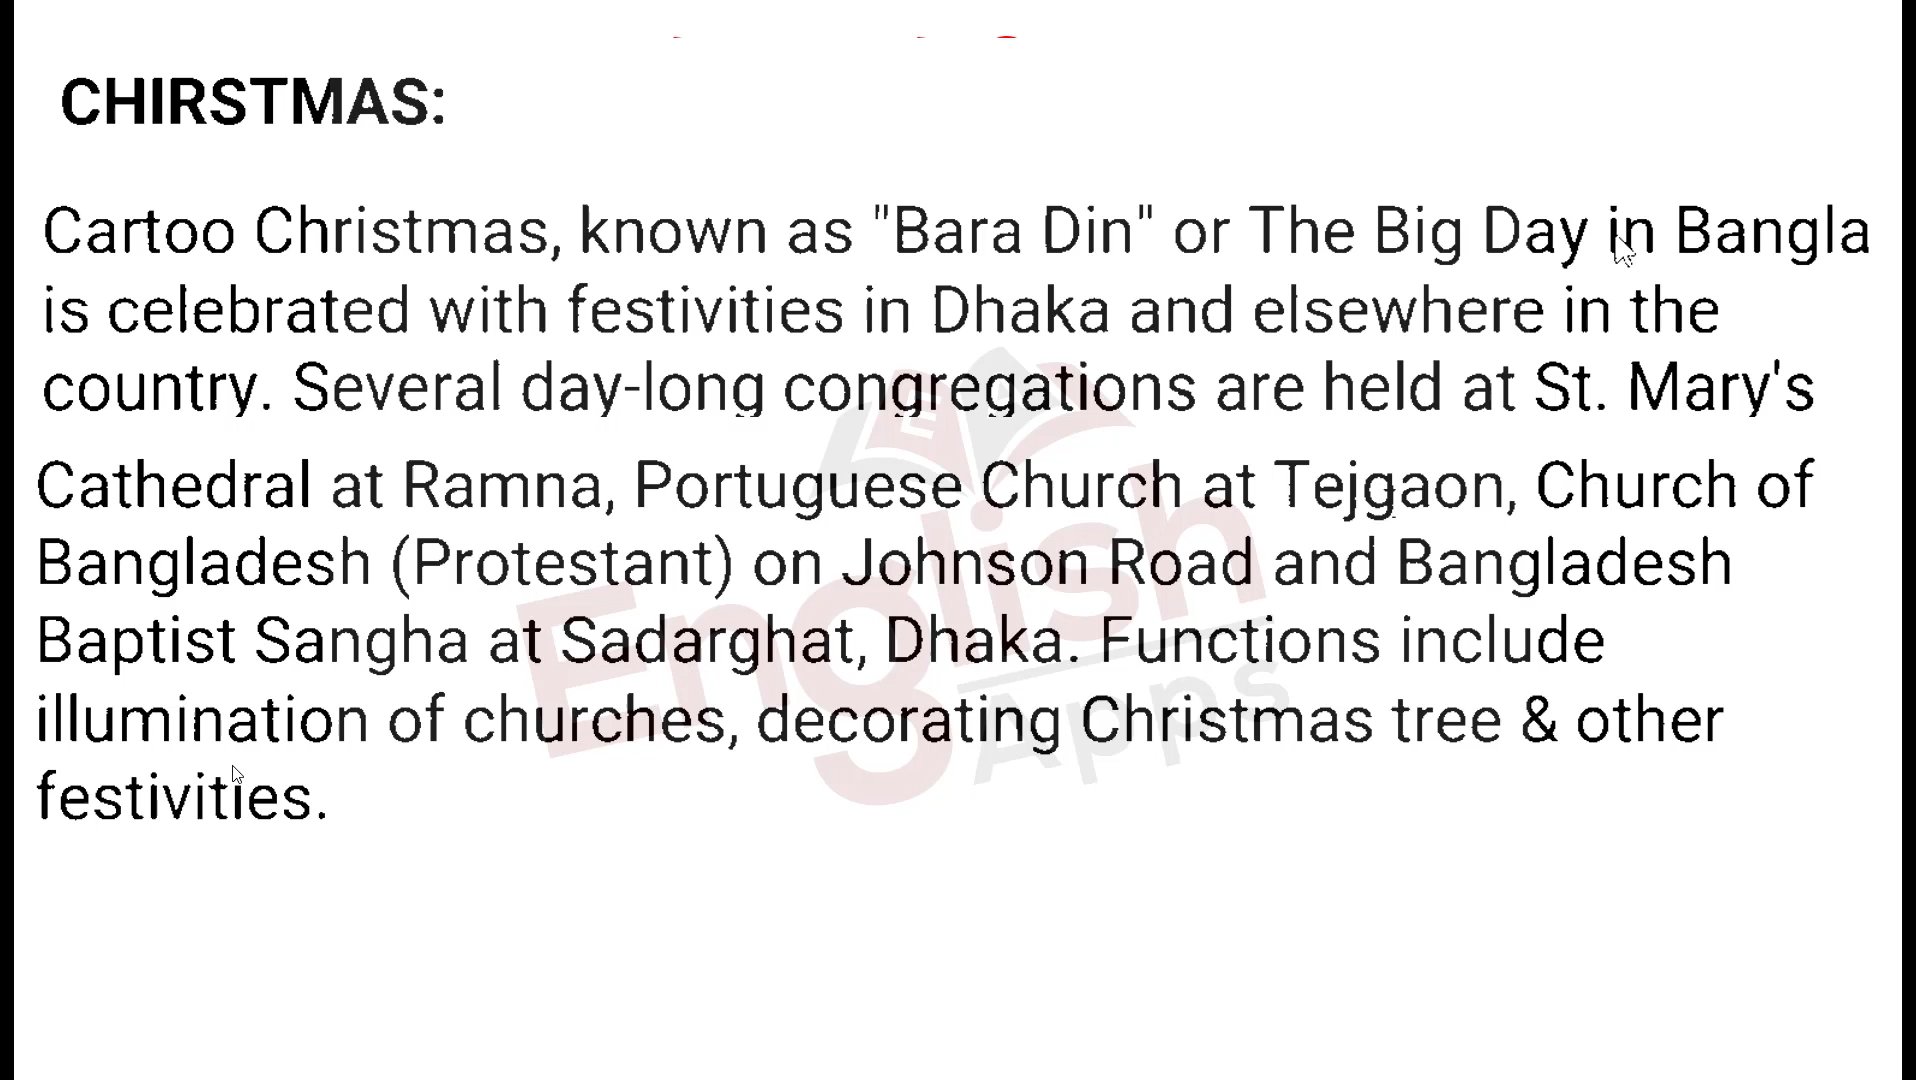 CHIRSTMAS:
Cartoo Christmas, known as "Bara Din" or The Big Day in Bangla
is celebrated with festivities in Dhaka and elsewhere in the
country. Several day-long congregations are held at St. Mary's
Cathedral at Ramna, Portuguese Church at Tejgaon, Church of
Bangladesh (Protestant) on Johnson Road and Bangladesh
Baptist Sangha at Sadarghat, Dhaka. Functions include
illumination of churches, decorating Christmas tree & other
festivities.
English
Apps